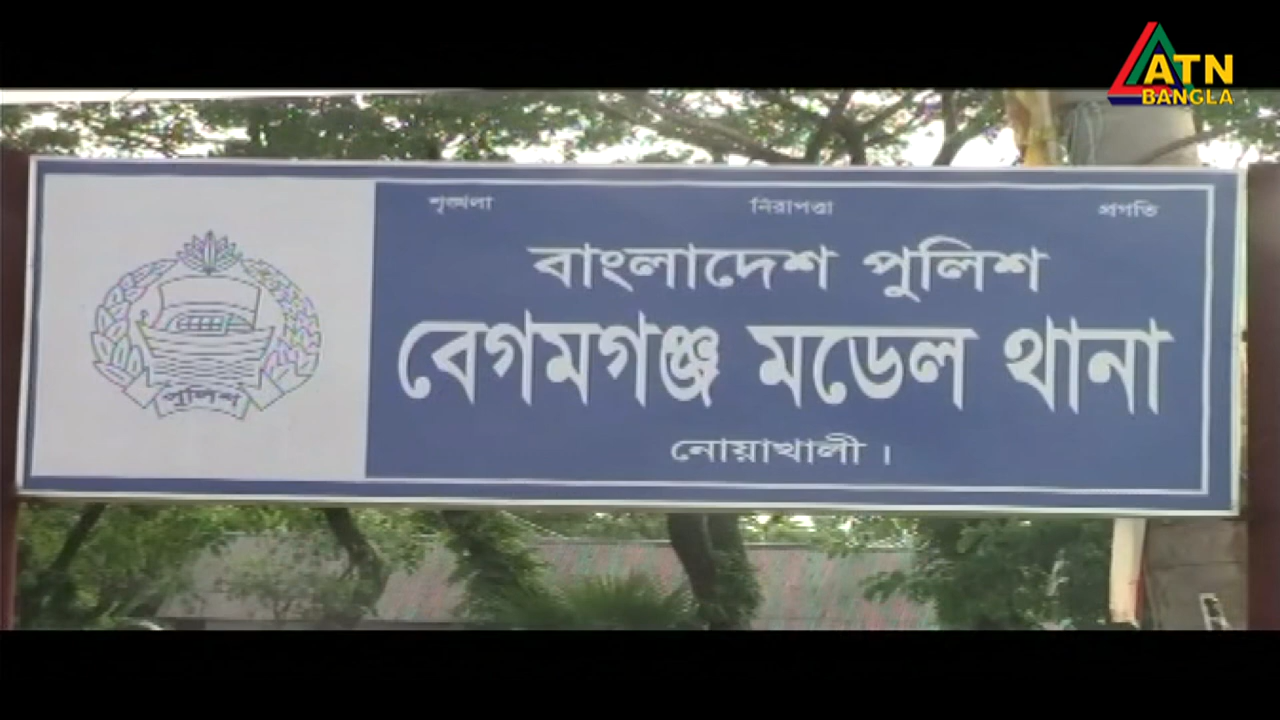 ATN
BANGLA
শৃঙ্খলা নিরাপত্তা প্রগতি
বাংলাদেশ পুলিশ
বেগমগঞ্জ মডেল থানা
নোয়াখালী ।
পুলিশ